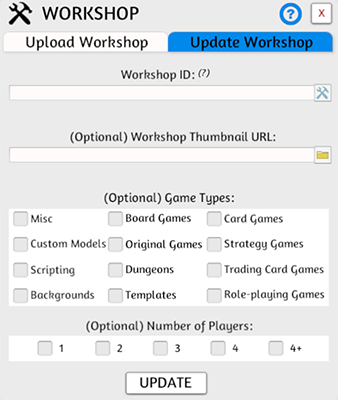 WORKSHOP ? X
Upload Workshop Update Workshop
Workshop ID: (?)
(Optional) Workshop Thumbnail URL:
(Optional) Game Types:
Misc Board Games Card Games
Custom Models Original Games Strategy Games
Scripting Dungeons Trading Card Games
Backgrounds Templates Role-playing Games
(Optional) Number of Players:
1 2 3 4 4+
UPDATE